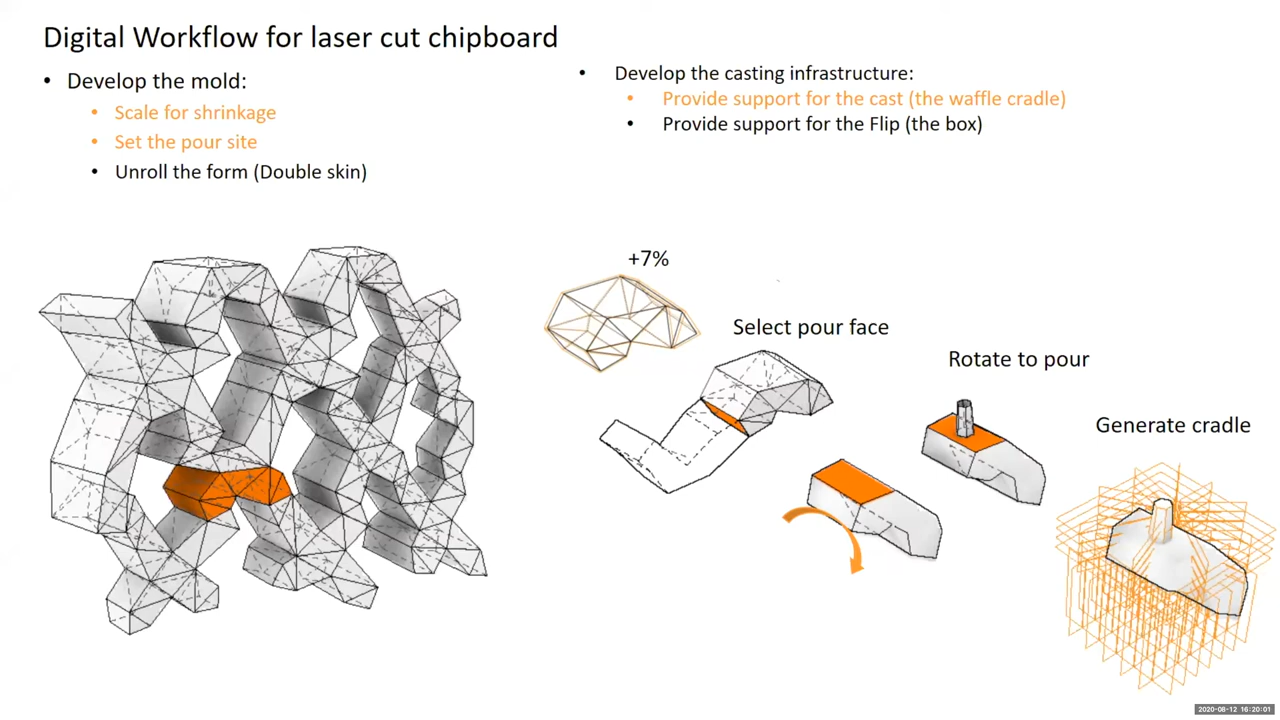 Digital Workflow for laser cut chipboard
• Develop the mold:
• Scale for shrinkage
• Set the pour site
• Unroll the form (Double skin)
• Develop the casting infrastructure:
• Provide support for the cast (the waffle cradle)
• Provide support for the Flip (the box)
+7%
Select pour face
Rotate to pour
Generate cradle
2020-08-12 16:20:01